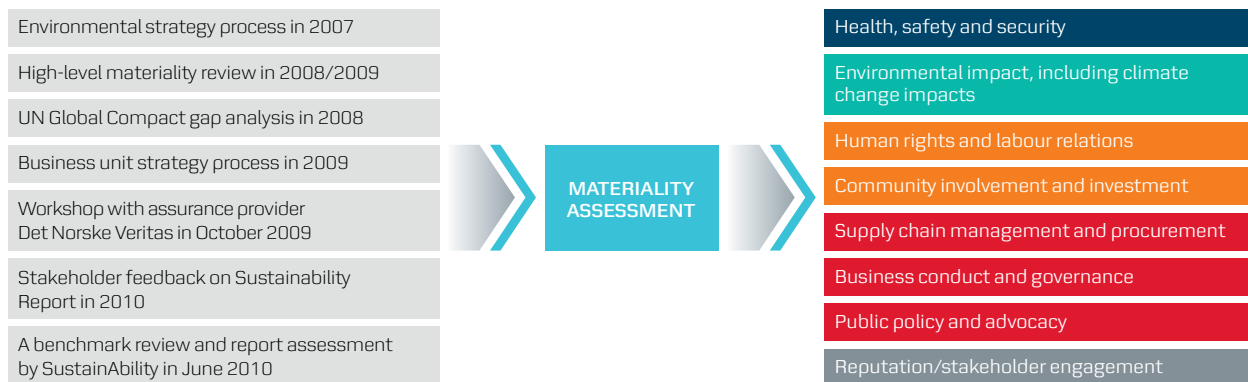 Environmental strategy process in 2007
High-level materiality review in 2008/2009
UN Global Compact gap analysis in 2008
Business unit strategy process in 2009
Workshop with assurance provider
Det Norske Veritas in October 2009
Stakeholder feedback on Sustainability
Report in 2010
A benchmark review and report assessment
by SustainAbility in June 2010
MATERIALITY
ASSESSMENT
Health, safety and security
Environmental impact, including climate
change impacts
Human rights and labour relations
Community involvement and investment
Supply chain management and procurement
Business conduct and governance
Public policy and advocacy
Reputation/stakeholder engagement